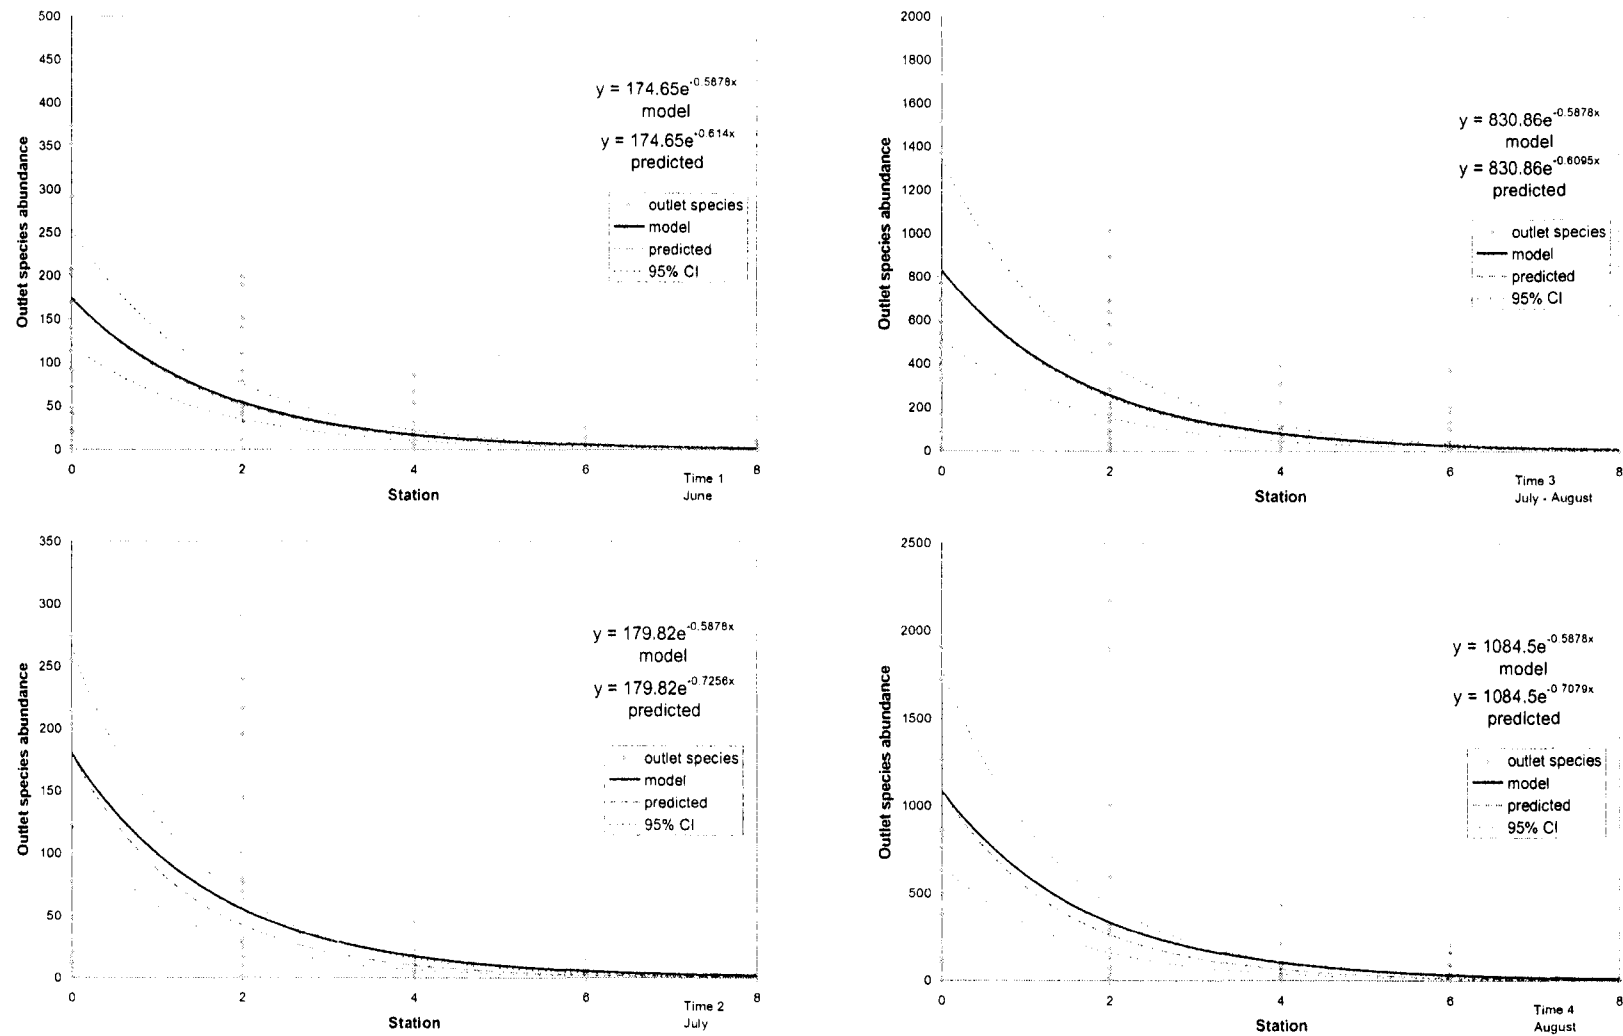 500
450
400
350
300
250
200
150
100
50
0
Outlet species abundance
y = 174.65e^-0.5878x
model
y = 174.65e^-0.614x
predicted
outlet species
model
predicted
95% CI
0 2 4 6 8
Station
Time 1
June
2000
1800
1600
1400
1200
1000
800
600
400
200
0
Outlet species abundance
y = 830.86e^-0.5878x
model
y = 830.86e^-0.6095x
predicted
outlet species
model
predicted
95% CI
0 2 4 6 8
Station
Time 3
July - August
350
300
250
200
150
100
50
0
Outlet species abundance
y = 179.82e^-0.5878x
model
y = 179.82e^-0.7256x
predicted
outlet species
model
predicted
95% CI
0 2 4 6 8
Station
Time 2
July
2500
2000
1500
1000
500
0
Outlet species abundance
y = 1084.5e^-0.5878x
model
y = 1084.5e^-0.7079x
predicted
outlet species
model
predicted
95% CI
0 2 4 6 8
Station
Time 4
August